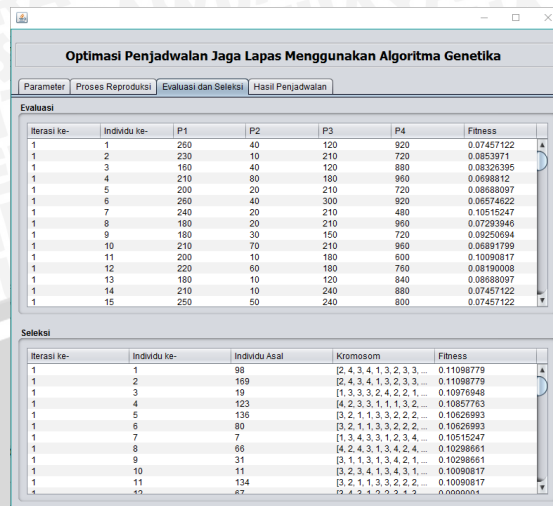 Optimasi Penjadwalan Jaga Lapas Menggunakan Algoritma Genetika
Parameter Proses Reproduksi Evaluasi dan Seleksi Hasil Penjadwalan
Evaluasi
Iterasi ke- Individu ke- P1 P2 P3 P4 Fitness
1 1 260 40 120 920 0.07457122
1 2 230 10 210 720 0.0853971
1 3 160 40 120 880 0.08326395
1 4 210 80 180 960 0.0698812
1 5 200 20 210 720 0.08688097
1 6 260 40 300 920 0.06574622
1 7 240 20 210 480 0.10515247
1 8 180 20 210 960 0.07293946
1 9 180 30 150 720 0.09250694
1 10 210 70 210 960 0.06891799
1 11 200 10 180 600 0.10090817
1 12 220 60 180 760 0.08190008
1 13 180 10 120 840 0.08688097
1 14 210 10 240 880 0.07457122
1 15 250 50 240 800 0.07457122
Seleksi
Iterasi ke- Individu ke- Individu Asal Kromosom Fitness
1 1 98 [2, 4, 3, 4, 1, 3, 2, 3, 3, ... 0.11098779
1 2 169 [2, 4, 3, 4, 1, 3, 2, 3, 3, ... 0.11098779
1 3 19 [1, 3, 3, 3, 2, 4, 2, 2, 1, ... 0.10976948
1 4 123 [4, 2, 3, 3, 1, 1, 1, 3, 2, ... 0.10857763
1 5 136 [3, 2, 1, 1, 3, 3, 2, 2, 2, ... 0.10626993
1 6 80 [3, 2, 1, 1, 3, 3, 2, 2, 2, ... 0.10626993
1 7 7 [1, 3, 4, 3, 3, 1, 2, 3, 4, ... 0.10515247
1 8 66 [4, 2, 4, 3, 1, 3, 4, 2, 4, ... 0.10298661
1 9 31 [3, 1, 1, 3, 1, 3, 4, 2, 1, ... 0.10298661
1 10 11 [3, 2, 3, 4, 1, 3, 4, 3, 1, ... 0.10090817
1 11 134 [3, 2, 1, 1, 3, 3, 2, 2, 2, ... 0.10090817
1 12 67 [3, 4, 3, 1, 2, 2, 3, 1, 3, ... 0.0999001